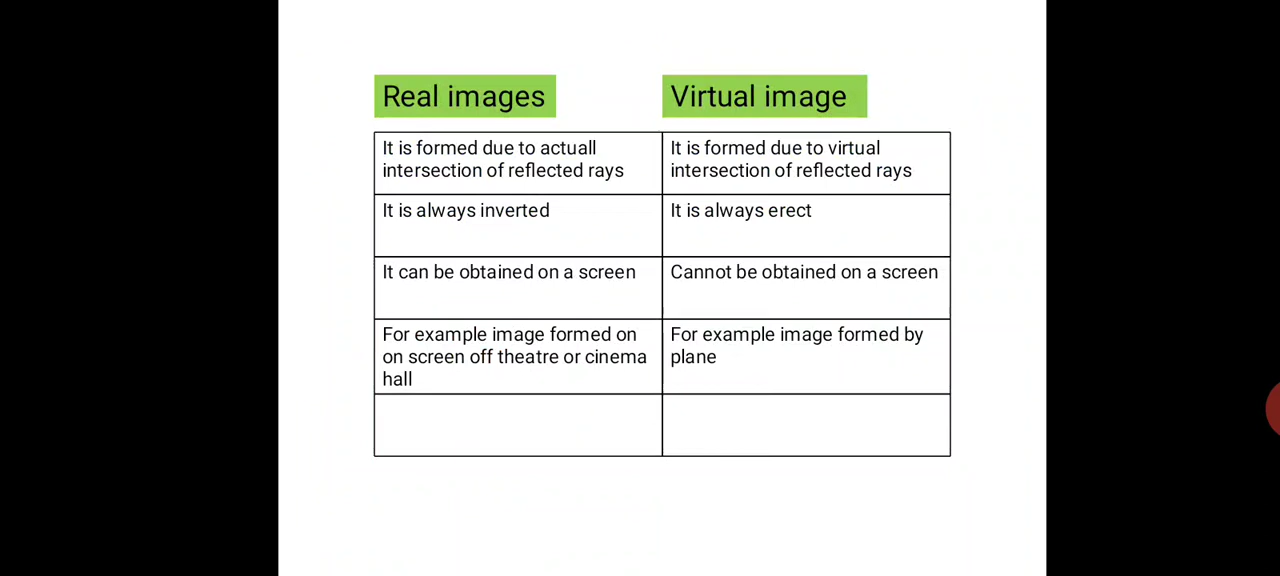 Real images
Virtual image
It is formed due to actuall
intersection of reflected rays
It is formed due to virtual
intersection of reflected rays
It is always inverted
It is always erect
It can be obtained on a screen
Cannot be obtained on a screen
For example image formed on
on screen off theatre or cinema
hall
For example image formed by
plane